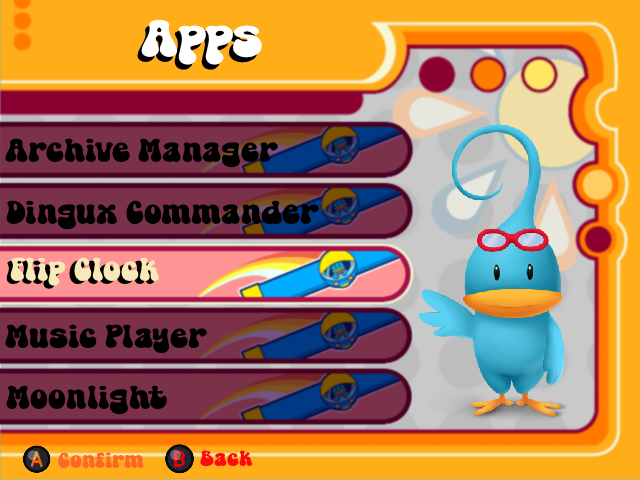 Apps
Archive Manager
Dingux Commander
Flip Clock
Music Player
Moonlight
A Confirm B Back